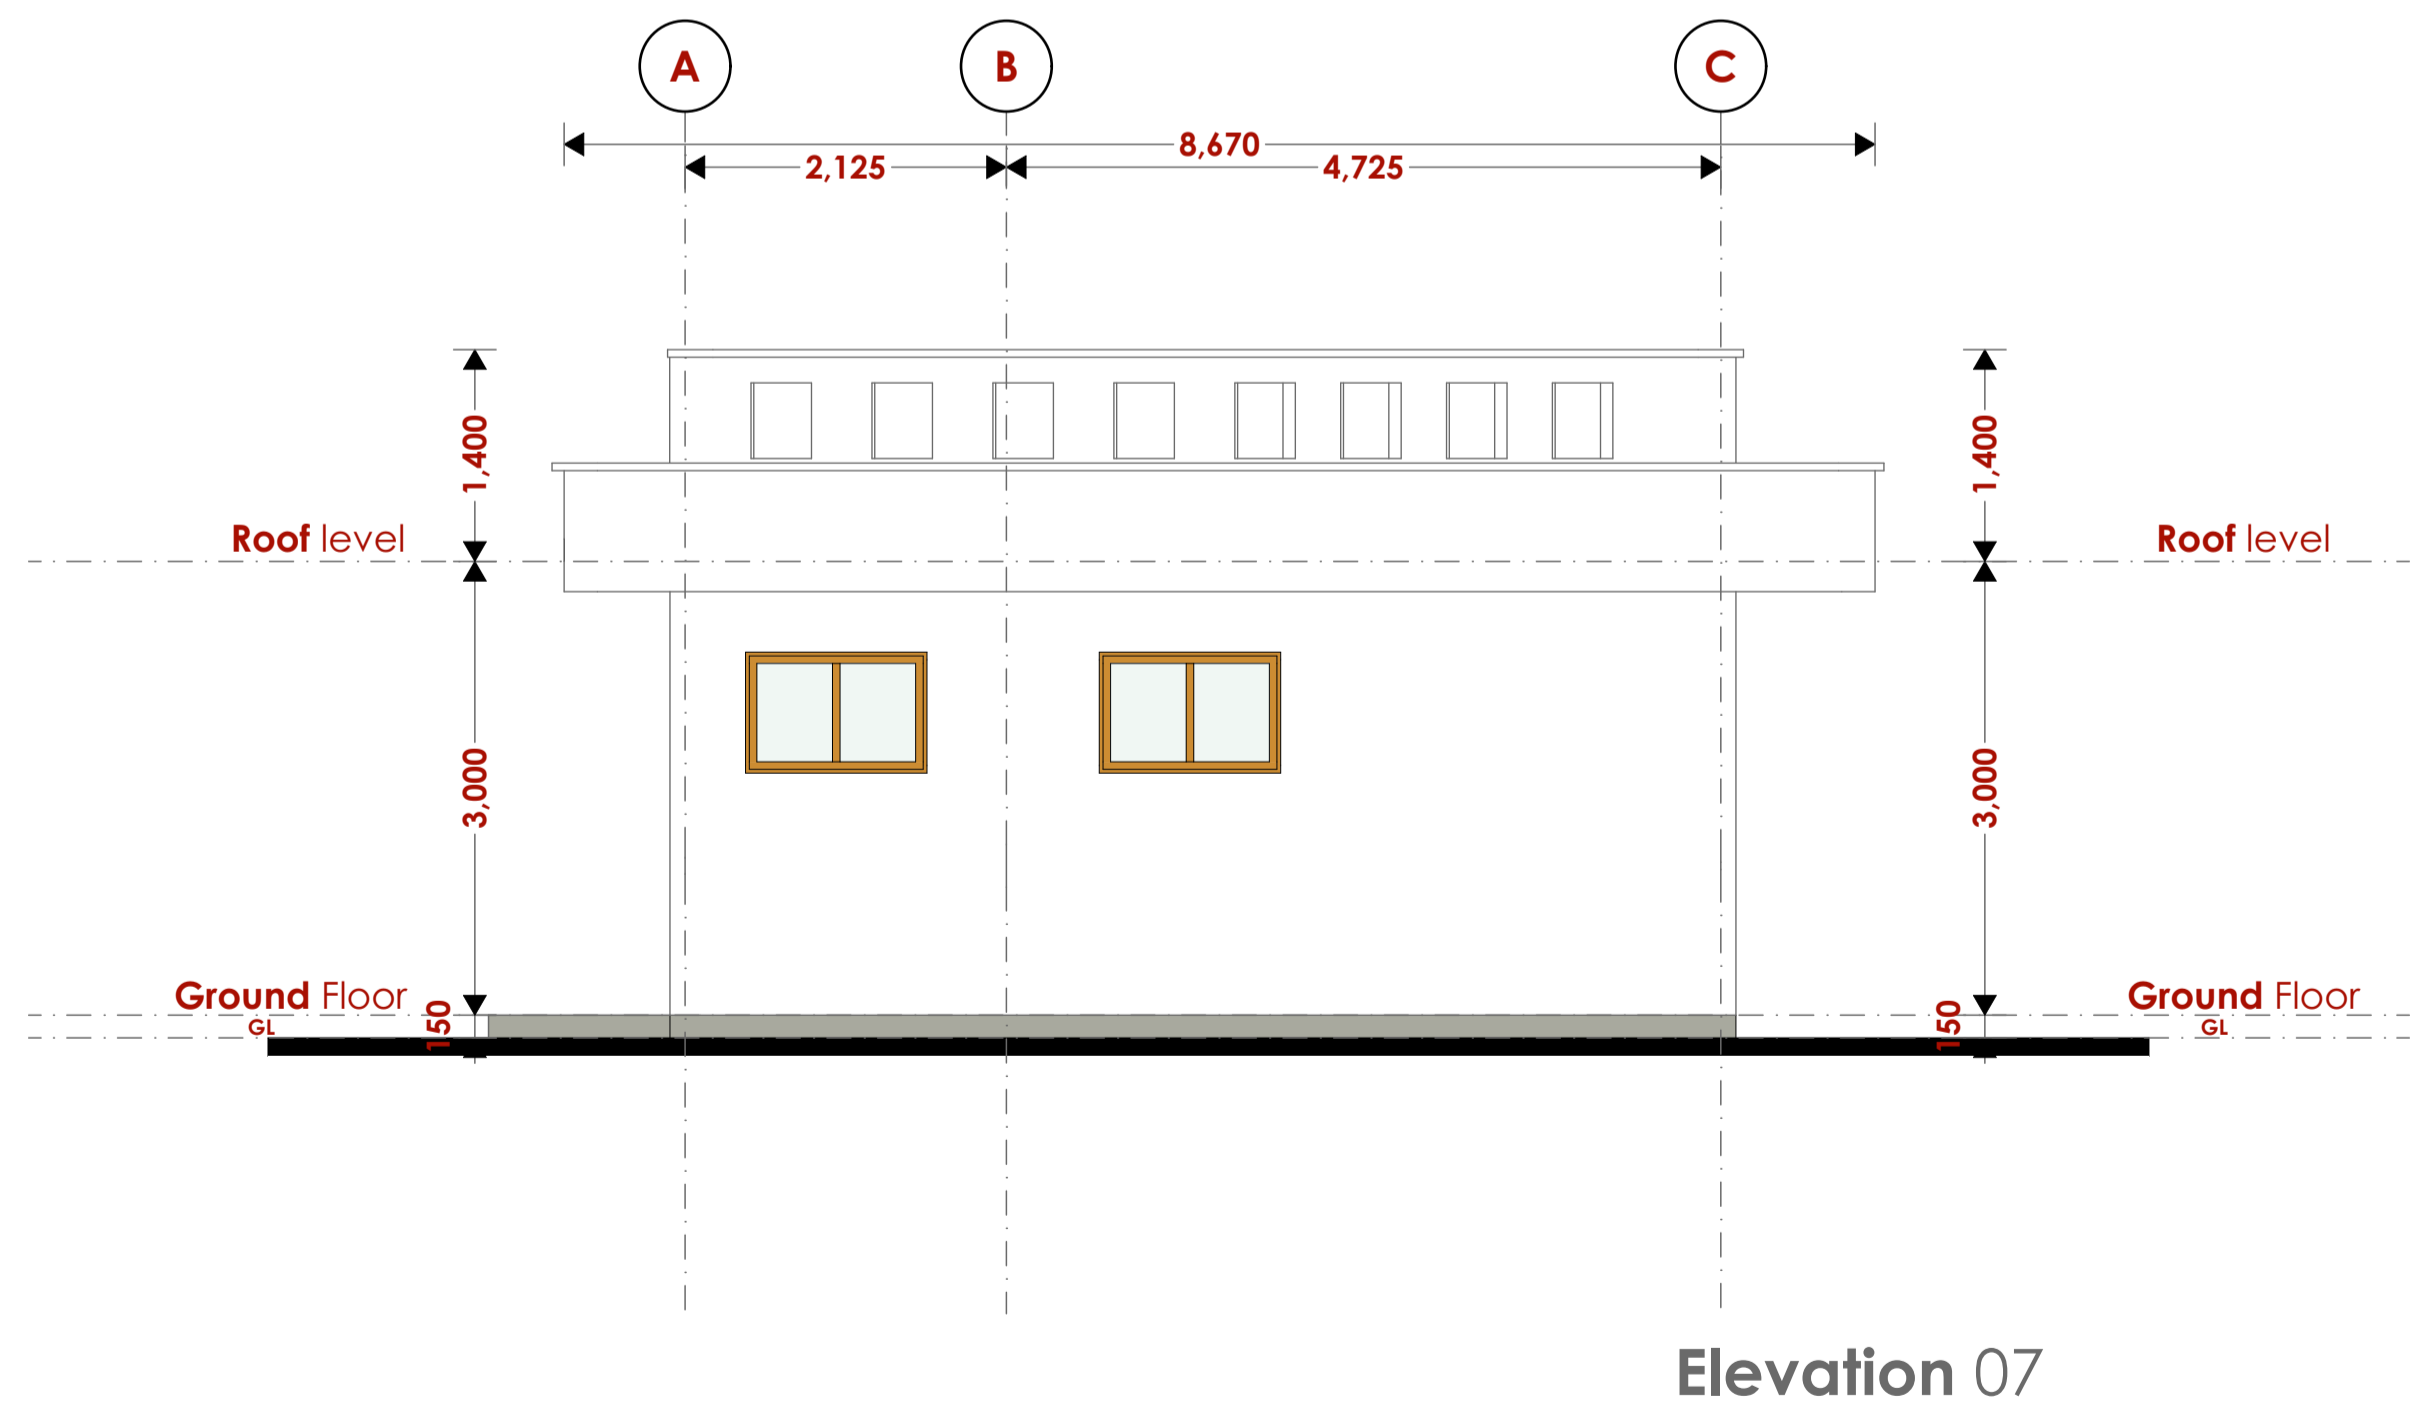 A B C
8,670
2,125 4,725
1,400 1,400
Roof level Roof level
3,000 3,000
Ground Floor Ground Floor
GL GL
150 150
Elevation 07